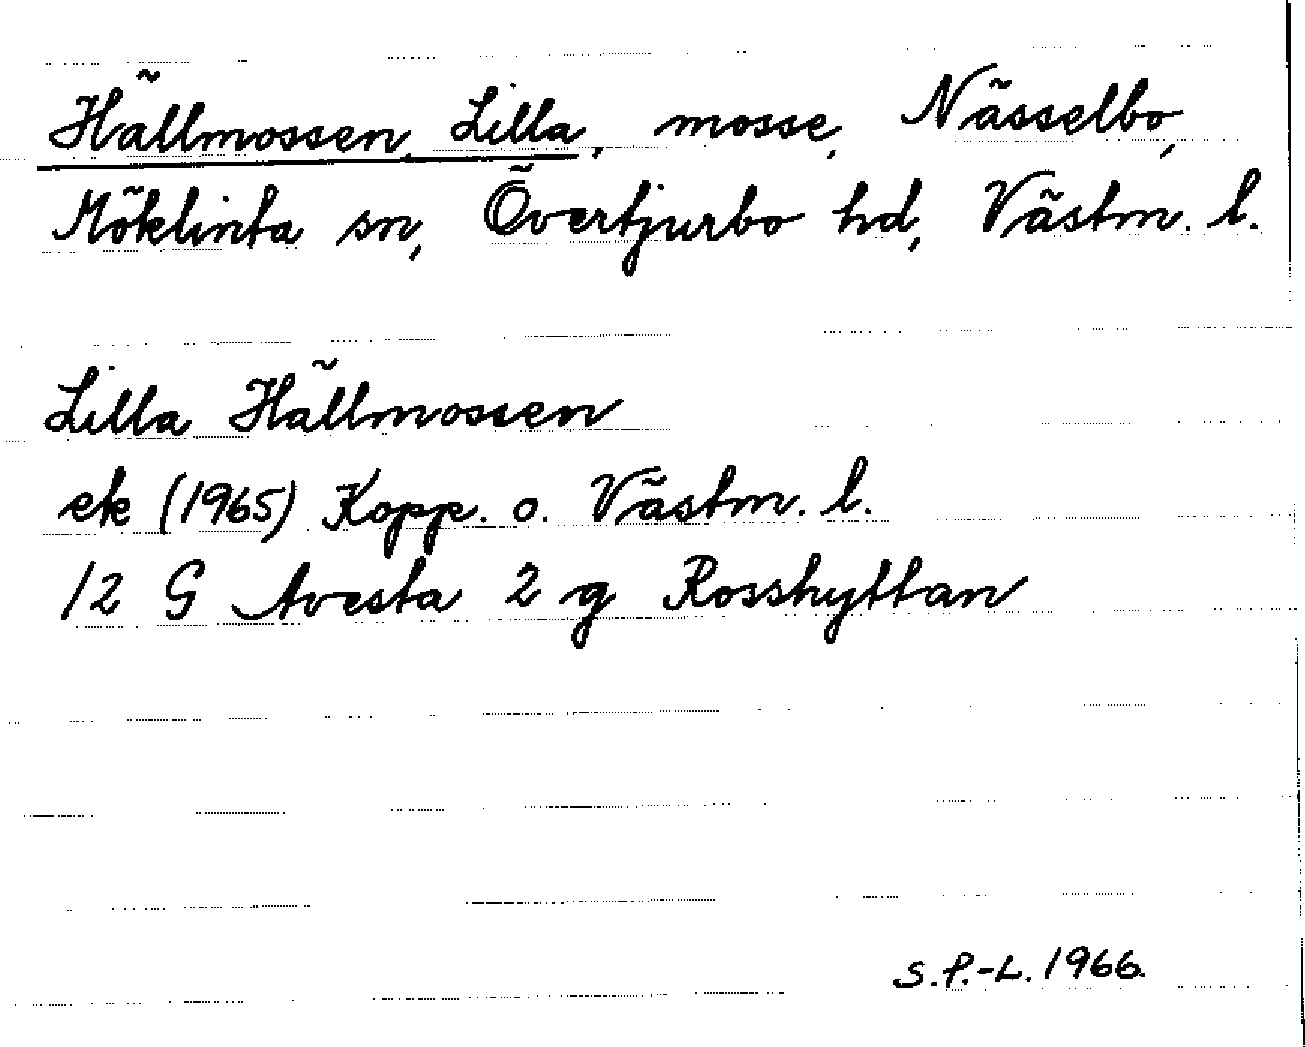 Hällmossen, Lilla, mosse, Nässelbo,
Möklinta sn, Övertjurbo hd, Västm. l.
Lilla Hällmossen
ek (1965) Kopp. o. Västm. l.
12 G Avesta 2 g Rosshyttan
S.P.-L. 1966.